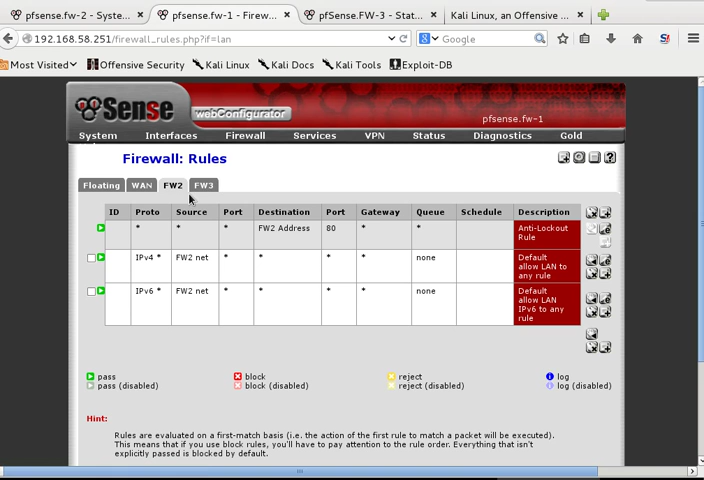 pfsense.fw-2 - Syste...
pfsense.fw-1 - Firew...
pfSense.FW-3 - Stat...
Kali Linux, an Offensive ...
192.168.58.251/firewall_rules.php?if=lan
Google
Most Visited
Offensive Security
Kali Linux
Kali Docs
Kali Tools
Exploit-DB
Sense
webConfigurator
pfsense.fw-1
System Interfaces Firewall Services VPN Status Diagnostics Gold
Firewall: Rules
Floating WAN FW2 FW3
ID Proto Source Port Destination Port Gateway Queue Schedule Description
* * * FW2 Address 80 * * Anti-Lockout
Rule
IPv4 * FW2 net * * * * none Default
allow LAN to
any rule
IPv6 * FW2 net * * * * none Default
allow LAN
IPv6 to any
rule
pass block reject log
pass (disabled) block (disabled) reject (disabled) log (disabled)
Hint:
Rules are evaluated on a first-match basis (i.e. the action of the first rule to match a packet will be executed).
This means that if you use block rules, you'll have to pay attention to the rule order. Everything that isn't
explicitly passed is blocked by default.